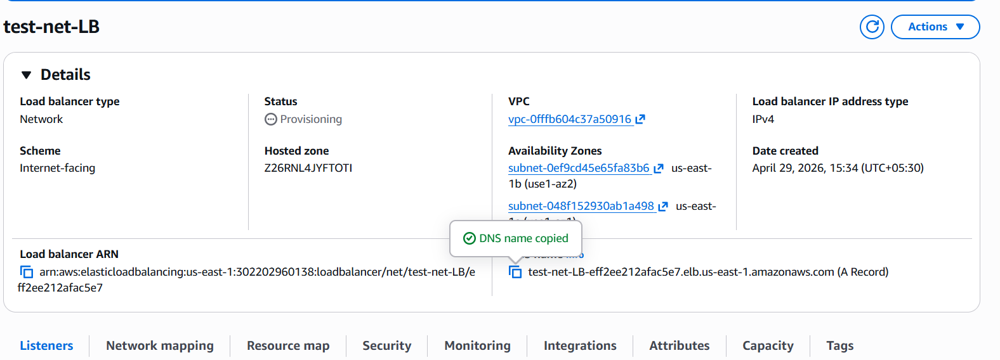 test-net-LB
Actions
Details
Load balancer type
Network
Status
Provisioning
VPC
vpc-0fffb604c37a50916
Load balancer IP address type
IPv4
Scheme
Internet-facing
Hosted zone
Z26RNL4JYFTOTI
Availability Zones
subnet-0ef9cd45e65fa83b6 us-east-
1b (use1-az2)
subnet-048f152930ab1a498 us-east-
Date created
April 29, 2026, 15:34 (UTC+05:30)
DNS name copied
Load balancer ARN
arn:aws:elasticloadbalancing:us-east-1:302202960138:loadbalancer/net/test-net-LB/e
ff2ee212afac5e7
test-net-LB-eff2ee212afac5e7.elb.us-east-1.amazonaws.com (A Record)
Listeners
Network mapping
Resource map
Security
Monitoring
Integrations
Attributes
Capacity
Tags